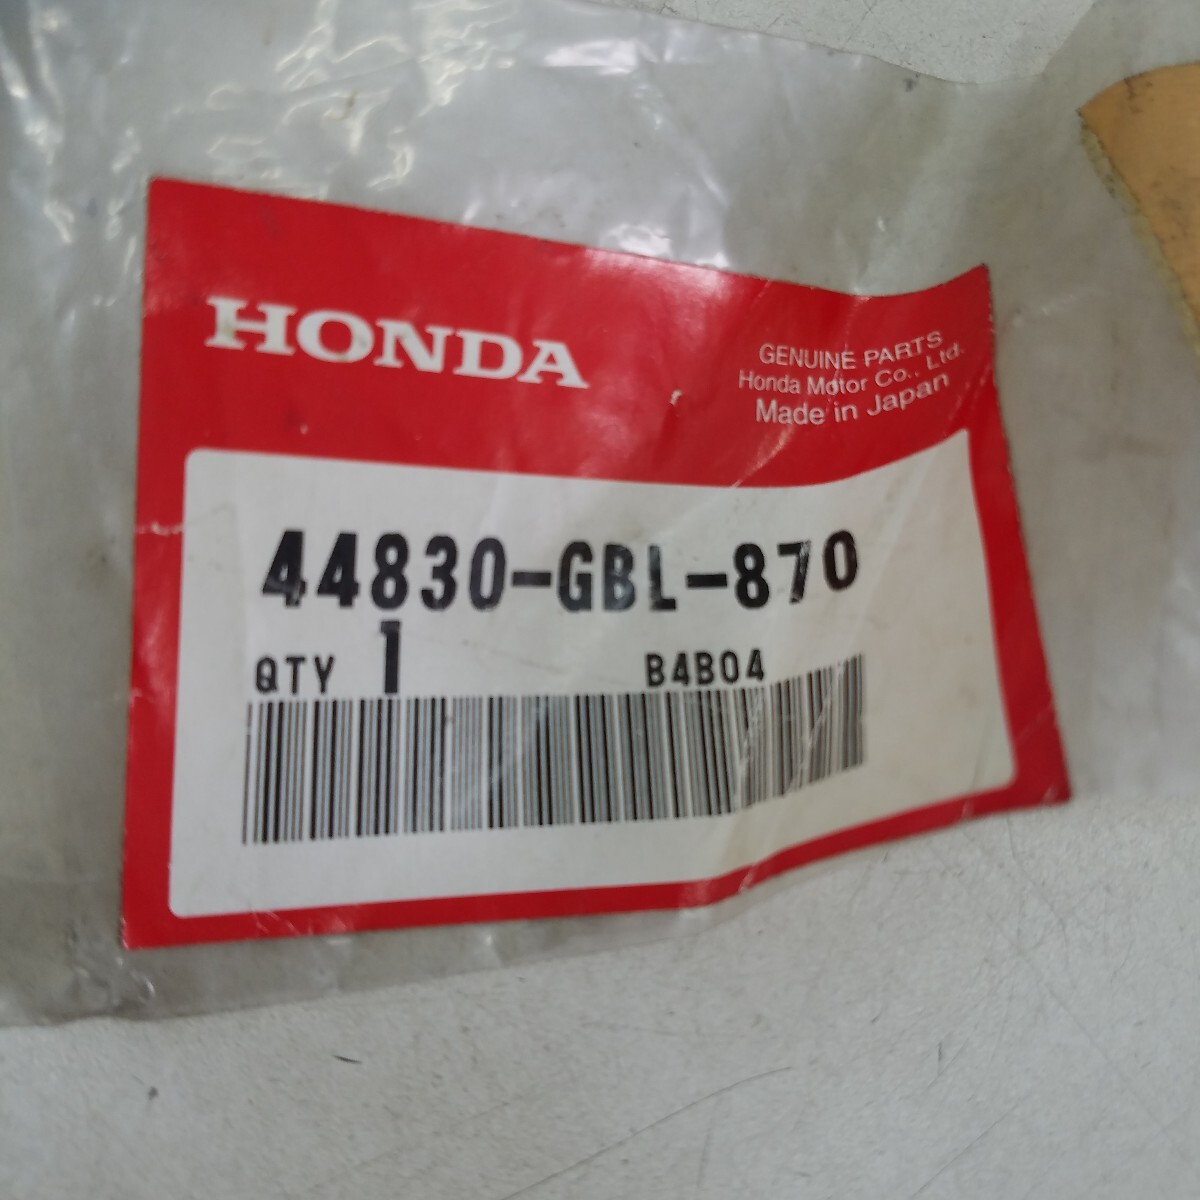 HONDA
GENUINE PARTS
Honda Motor Co., Ltd.
Made in Japan
44830-GBL-870
QTY 1 B4B04